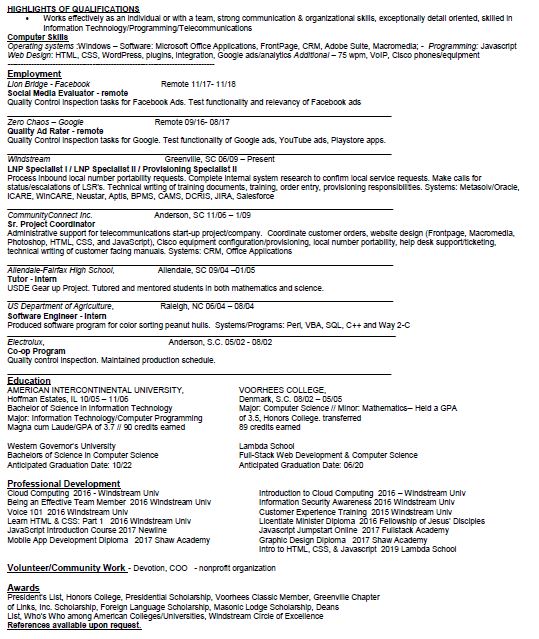 HIGHLIGHTS OF QUALIFICATIONS
• Works effectively as an individual or with a team, strong communication & organizational skills, exceptionally detail oriented, skilled in
Information Technology/Programming/Telecommunications
Computer Skills
Operating systems :Windows – Software: Microsoft Office Applications, FrontPage, CRM, Adobe Suite, Macromedia; - Programming: Javascript
Web Design: HTML, CSS, WordPress, plugins, Integration, Google ads/analytics Additional – 75 wpm, VoIP, Cisco phones/equipment
Employment
Lion Bridge - Facebook Remote 11/17- 11/18
Social Media Evaluator - remote
Quality Control Inspection tasks for Facebook Ads. Test functionality and relevancy of Facebook ads
Zero Chaos – Google Remote 09/16- 08/17
Quality Ad Rater - remote
Quality Control Inspection tasks for Google. Test functionality of Google ads, YouTube ads, Playstore apps.
Windstream Greenville, SC 06/09 – Present
LNP Specialist I / LNP Specialist II / Provisioning Specialist II
Process inbound local number portability requests. Complete internal system research to confirm local service requests. Make calls for
status/escalations of LSR's. Technical writing of training documents, training, order entry, provisioning responsibilities. Systems: Metasolv/Oracle,
ICARE, WinCARE, Neustar, Aptis, BPMS, CAMS, DCRIS, JIRA, Salesforce
CommunityConnect Inc. Anderson, SC 11/06 – 1/09
Sr. Project Coordinator
Administrative support for telecommunications start-up project/company. Coordinate customer orders, website design (Frontpage, Macromedia,
Photoshop, HTML, CSS, and JavaScript), Cisco equipment configuration/provisioning, local number portability, help desk support/ticketing,
technical writing of customer facing manuals. Systems: CRM, Office Applications
Allendale-Fairfax High School, Allendale, SC 09/04 –01/05
Tutor - Intern
USDE Gear up Project. Tutored and mentored students in both mathematics and science.
US Department of Agriculture, Raleigh, NC 06/04 – 08/04
Software Engineer - Intern
Produced software program for color sorting peanut hulls. Systems/Programs: Perl, VBA, SQL, C++ and Way 2-C
Electrolux, Anderson, S.C. 05/02 - 08/02
Co-op Program
Quality control inspection. Maintained production schedule.
Education
AMERICAN INTERCONTINENTAL UNIVERSITY,
Hoffman Estates, IL 10/05 – 11/06
Bachelor of Science in Information Technology
Major: Information Technology/Computer Programming
Magna cum Laude/GPA of 3.7 // 90 credits earned
VOORHEES COLLEGE,
Denmark, S.C. 08/02 – 05/05
Major: Computer Science // Minor: Mathematics– Held a GPA
of 3.5, Honors College. transferred
89 credits earned
Western Governor's University
Bachelors of Science in Computer Science
Anticipated Graduation Date: 10/22
Lambda School
Full-Stack Web Development & Computer Science
Anticipated Graduation Date: 06/20
Professional Development
Cloud Computing 2016 - Windstream Univ
Being an Effective Team Member 2016 Windstream Univ
Voice 101 2016 Windstream Univ
Learn HTML & CSS: Part 1 2016 Windstream Univ
JavaScript Introduction Course 2017 Newline
Mobile App Development Diploma 2017 Shaw Academy
Introduction to Cloud Computing 2016 – Windstream Univ
Information Security Awareness 2016 Windstream Univ
Customer Experience Training 2015 Windstream Univ
Licentiate Minister Diploma 2016 Fellowship of Jesus' Disciples
Javascript Jumpstart Online 2017 Fullstack Academy
Graphic Design Diploma 2017 Shaw Academy
Intro to HTML, CSS, & Javascript 2019 Lambda School
Volunteer/Community Work - Devotion, COO - nonprofit organization
Awards
President's List, Honors College, Presidential Scholarship, Voorhees Classic Member, Greenville Chapter
of Links, Inc. Scholarship, Foreign Language Scholarship, Masonic Lodge Scholarship, Deans
List, Who's Who among American Colleges/Universities, Windstream Circle of Excellence
References available upon request.